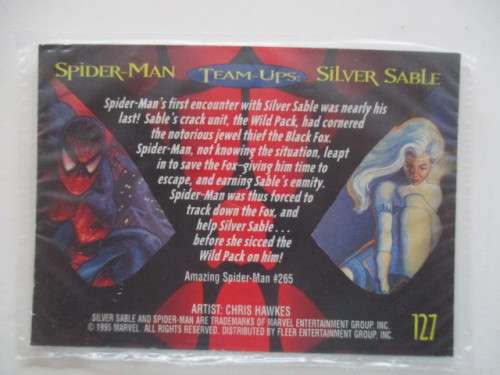 SPIDER-MAN TEAM-UPS: SILVER SABLE
Spider-Man's first encounter with Silver Sable was nearly his
last! Sable's crack unit, the Wild Pack, had cornered
the notorious jewel thief the Black Fox.
Spider-Man, not knowing the situation, leapt
in to save the Fox-giving him time to
escape, and earning Sable's enmity.
Spider-Man was thus forced to
track down the Fox, and
help Silver Sable...
before she sicced the
Wild Pack on him!
Amazing Spider-Man #265
ARTIST: CHRIS HAWKES
SILVER SABLE AND SPIDER-MAN ARE TRADEMARKS OF MARVEL ENTERTAINMENT GROUP, INC.
© 1995 MARVEL. ALL RIGHTS RESERVED. DISTRIBUTED BY FLEER ENTERTAINMENT GROUP, INC.
127